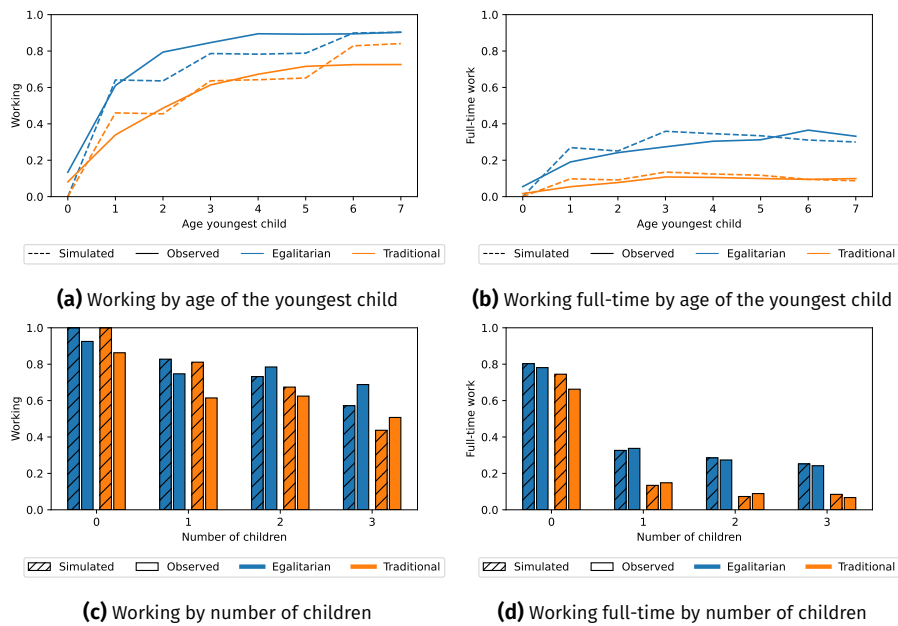 1.0
0.8
0.6
0.4
0.2
0.0
Working
0 1 2 3 4 5 6 7
Age youngest child
Simulated Observed Egalitarian Traditional
(a) Working by age of the youngest child
1.0
0.8
0.6
0.4
0.2
0.0
Full-time work
0 1 2 3 4 5 6 7
Age youngest child
Simulated Observed Egalitarian Traditional
(b) Working full-time by age of the youngest child
1.0
0.8
0.6
0.4
0.2
0.0
Working
0 1 2 3
Number of children
Simulated Observed Egalitarian Traditional
(c) Working by number of children
1.0
0.8
0.6
0.4
0.2
0.0
Full-time work
0 1 2 3
Number of children
Simulated Observed Egalitarian Traditional
(d) Working full-time by number of children